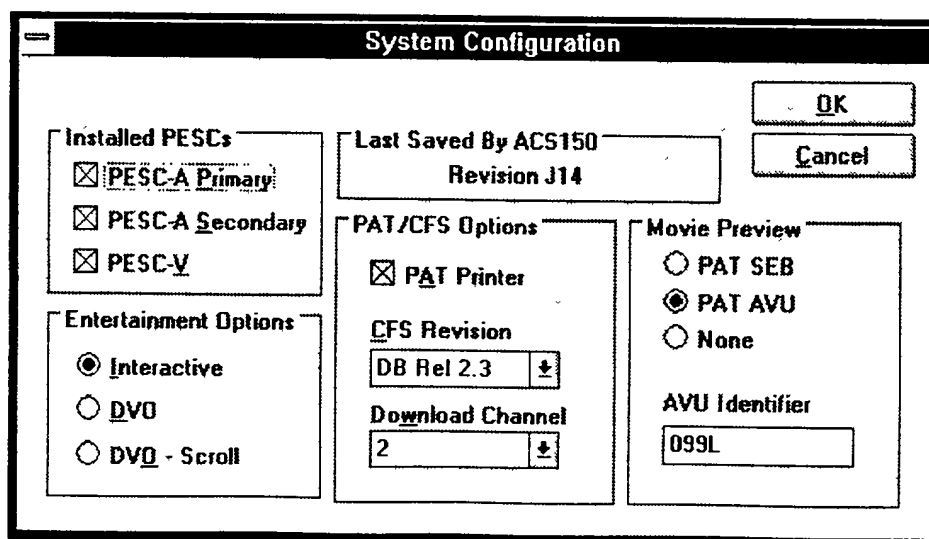 System Configuration
OK
Cancel
Installed PESCs
PESC-A Primary
PESC-A Secondary
PESC-V
Last Saved By ACS150
Revision J14
Entertainment Options
Interactive
DVO
DVO - Scroll
PAT/CFS Options
PAT Printer
CFS Revision
DB Rel 2.3
Download Channel
2
Movie Preview
PAT SEB
PAT AVU
None
AVU Identifier
099L